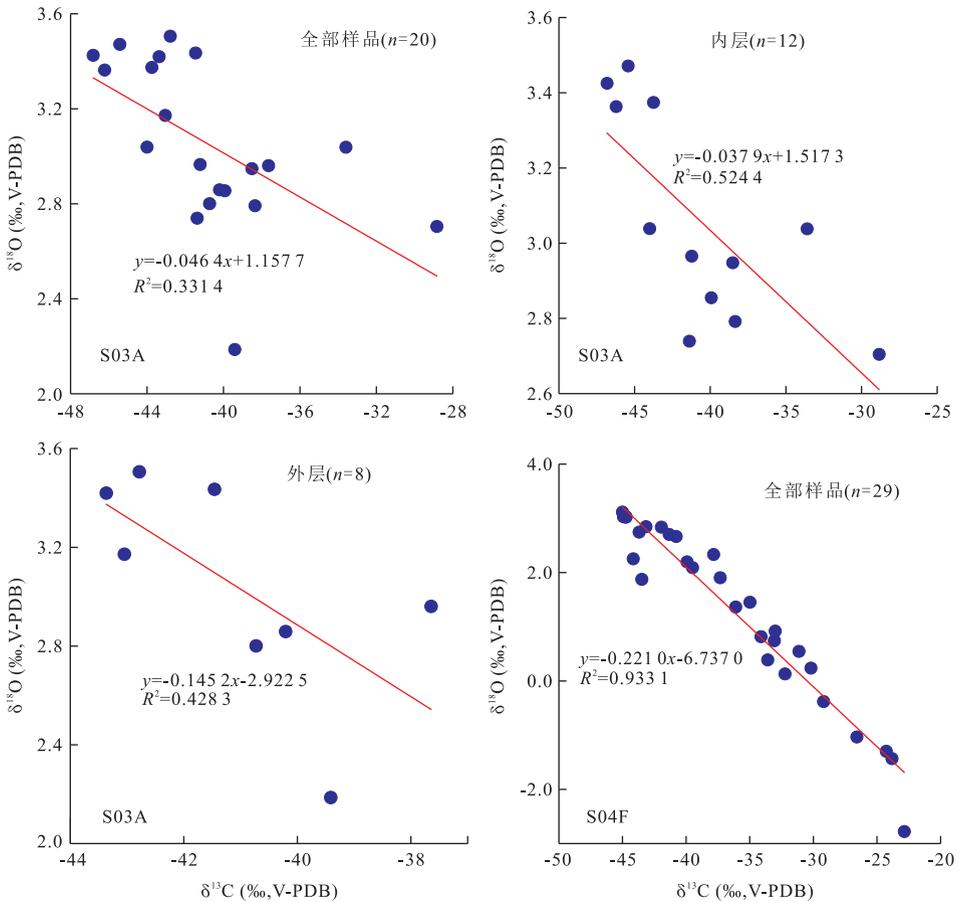 全部样品(n=20)
y=-0.046 4x+1.157 7
R²=0.331 4
S03A
δ¹⁸O (‰,V-PDB)
3.6
3.2
2.8
2.4
2.0
-48
-44
-40
-36
-32
-28
内层(n=12)
y=-0.037 9x+1.517 3
R²=0.524 4
S03A
δ¹⁸O (‰,V-PDB)
3.6
3.4
3.2
3.0
2.8
2.6
-50
-45
-40
-35
-30
-25
外层(n=8)
y=-0.145 2x-2.922 5
R²=0.428 3
S03A
δ¹⁸O (‰,V-PDB)
3.6
3.2
2.8
2.4
2.0
-44
-42
-40
-38
δ¹³C (‰,V-PDB)
全部样品(n=29)
y=-0.221 0x-6.737 0
R²=0.933 1
S04F
δ¹⁸O (‰,V-PDB)
4.0
2.0
0.0
-2.0
-50
-45
-40
-35
-30
-25
-20
δ¹³C (‰,V-PDB)